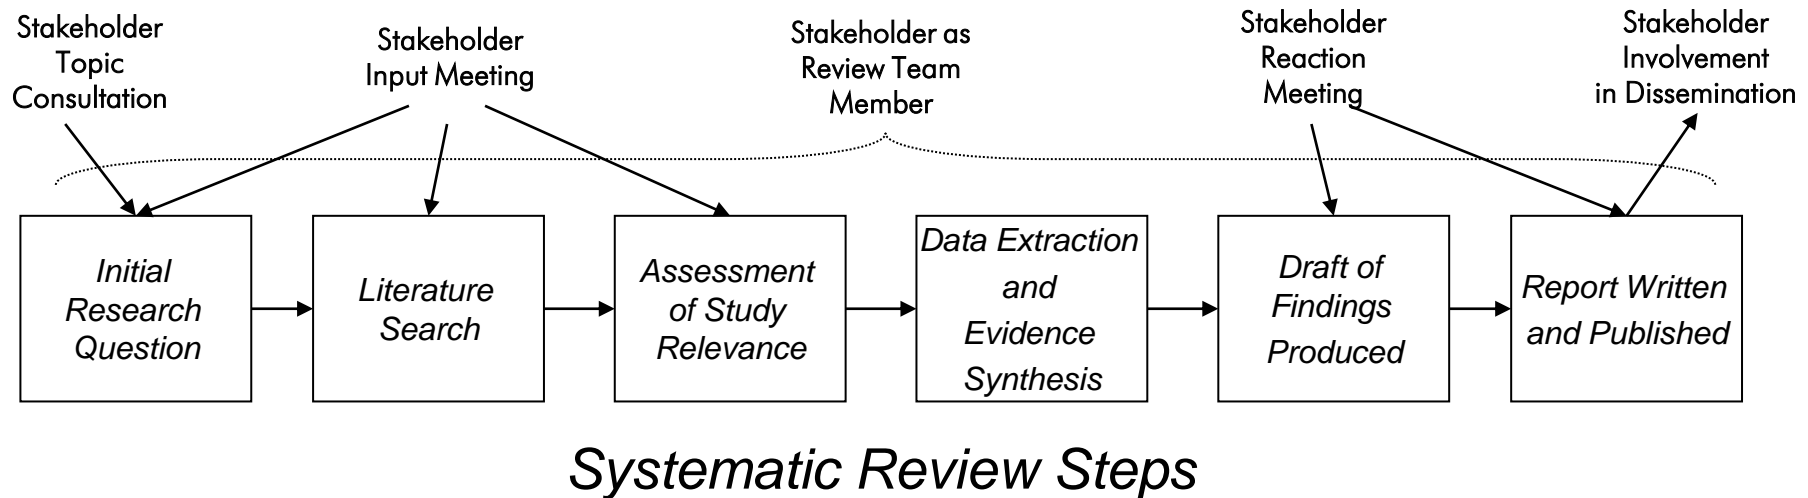 Stakeholder
Topic
Consultation
Stakeholder
Input Meeting
Stakeholder as
Review Team
Member
Stakeholder
Reaction
Meeting
Stakeholder
Involvement
in Dissemination
Initial
Research
Question
Literature
Search
Assessment
of Study
Relevance
Data Extraction
and
Evidence
Synthesis
Draft of
Findings
Produced
Report Written
and Published
Systematic Review Steps